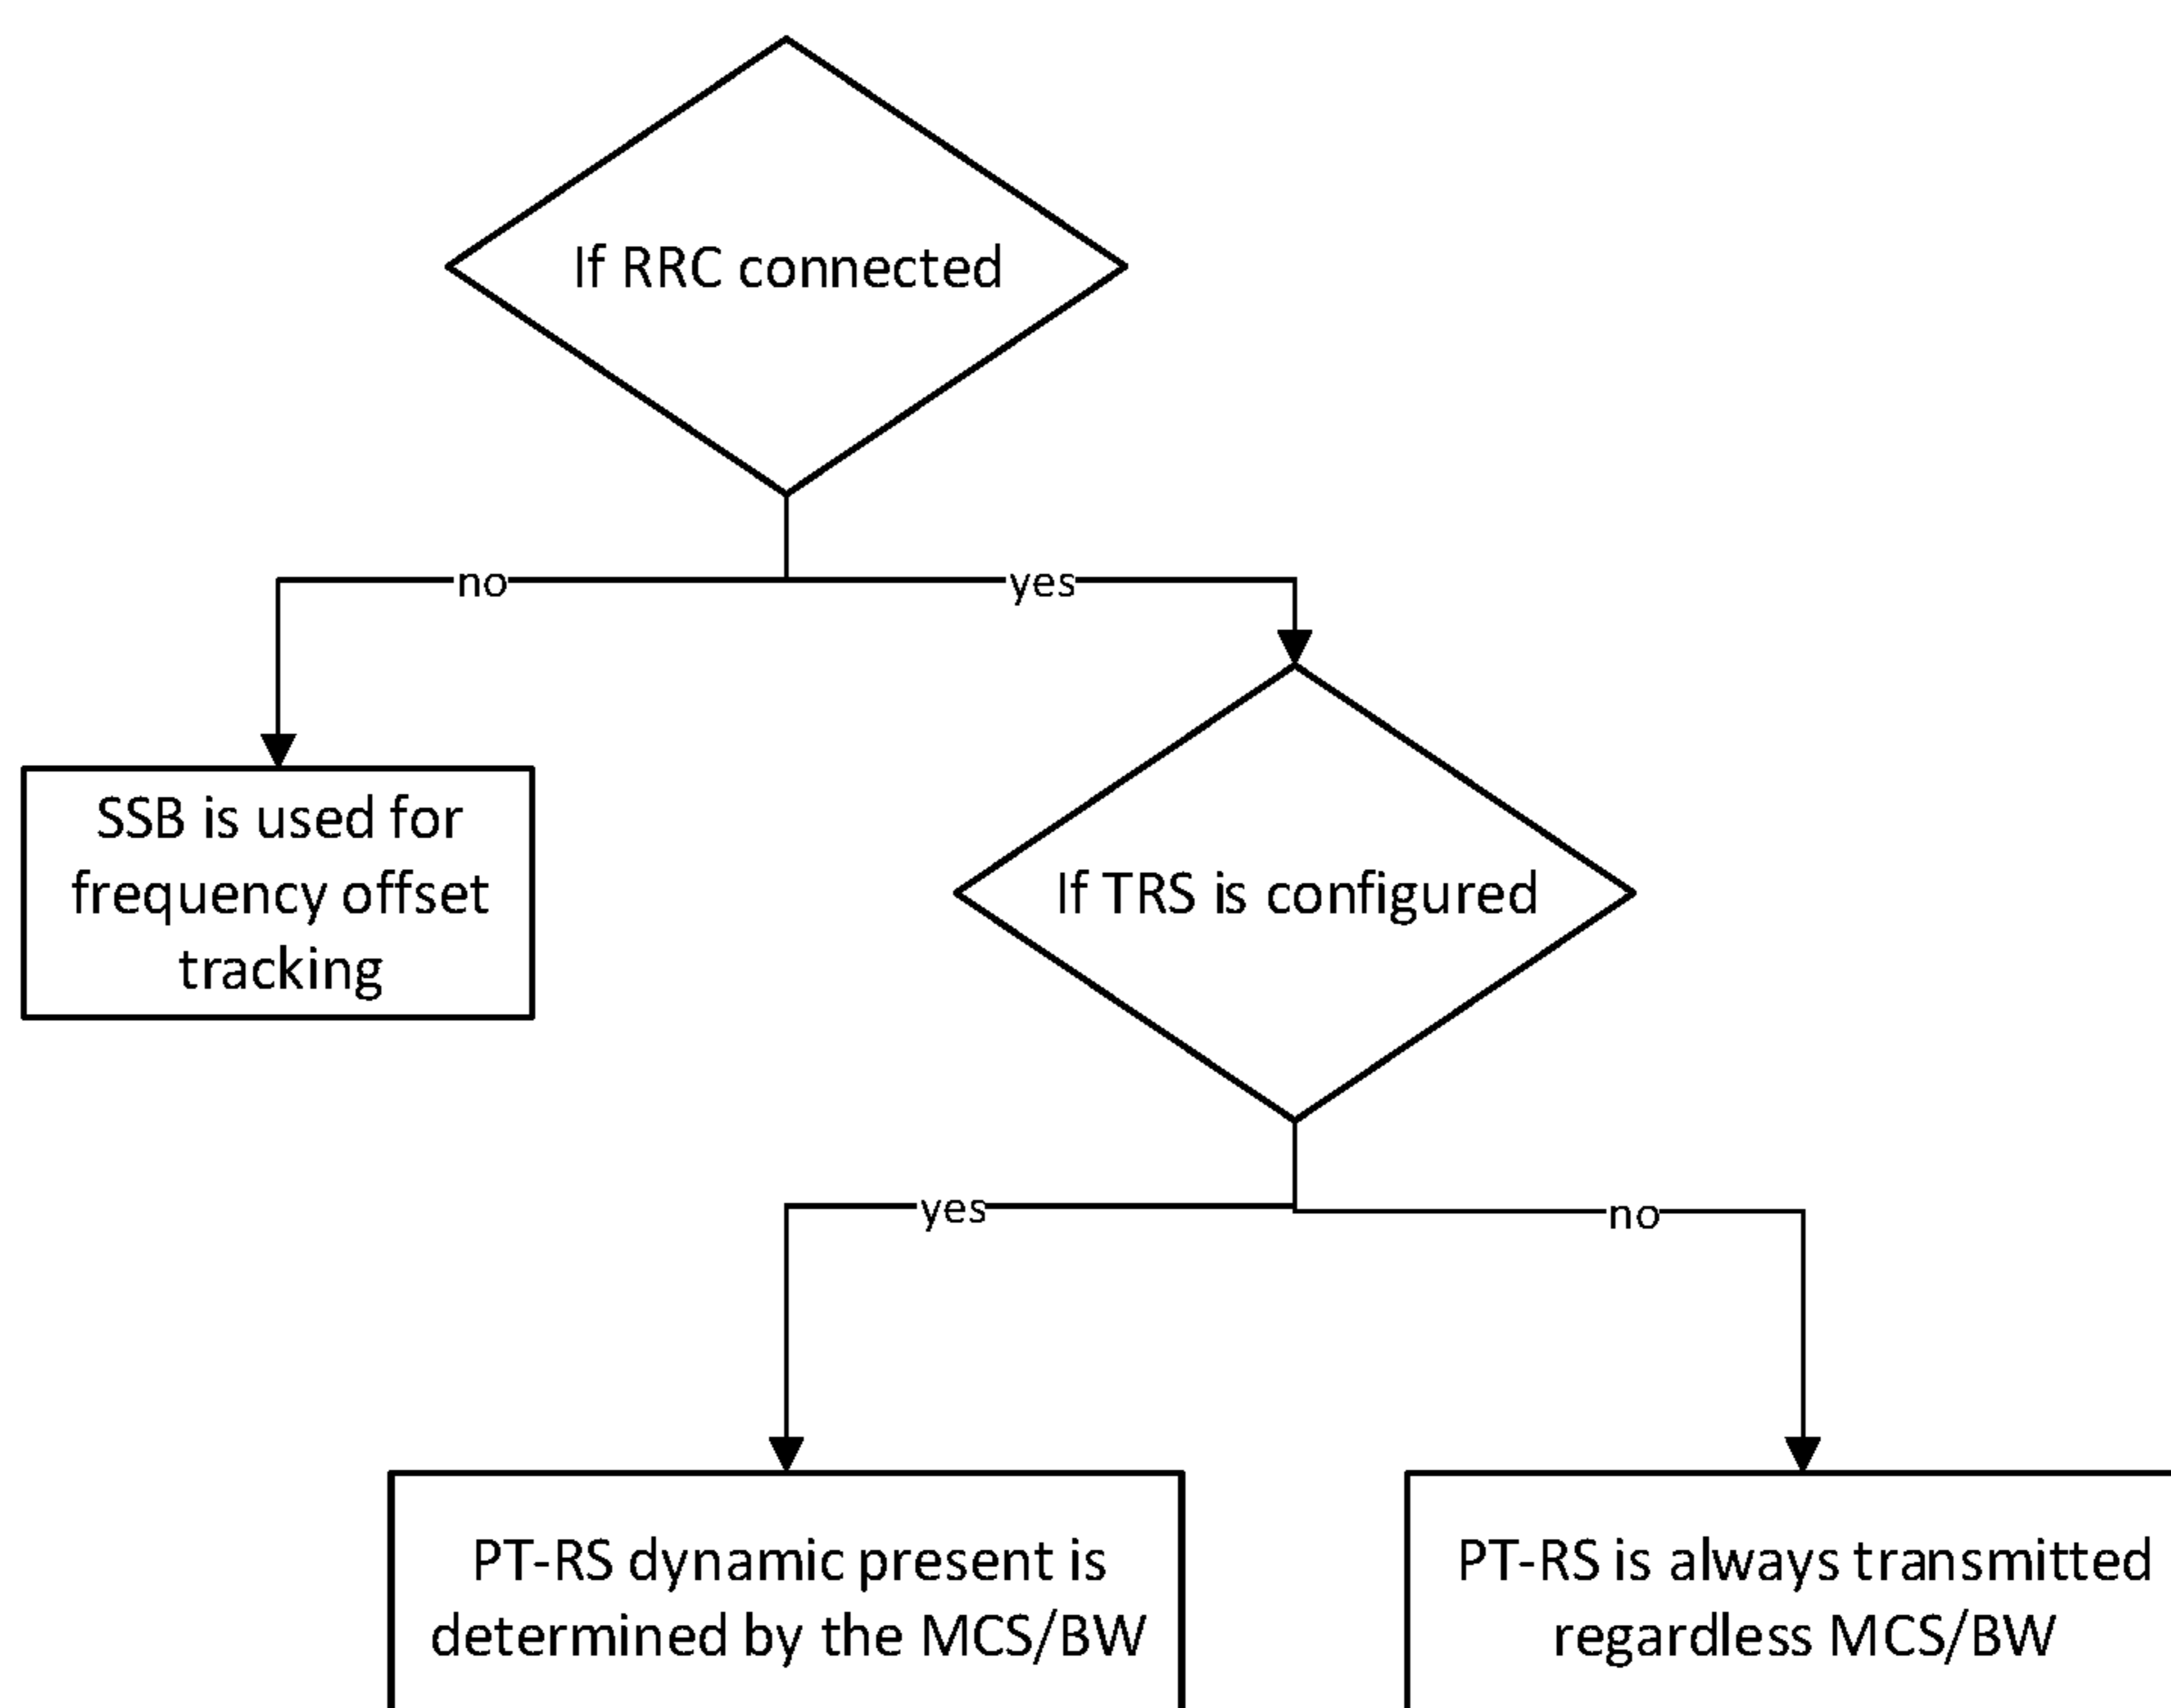 If RRC connected
no
yes
SSB is used for
frequency offset
tracking
If TRS is configured
yes
no
PT-RS dynamic present is
determined by the MCS/BW
PT-RS is always transmitted
regardless MCS/BW